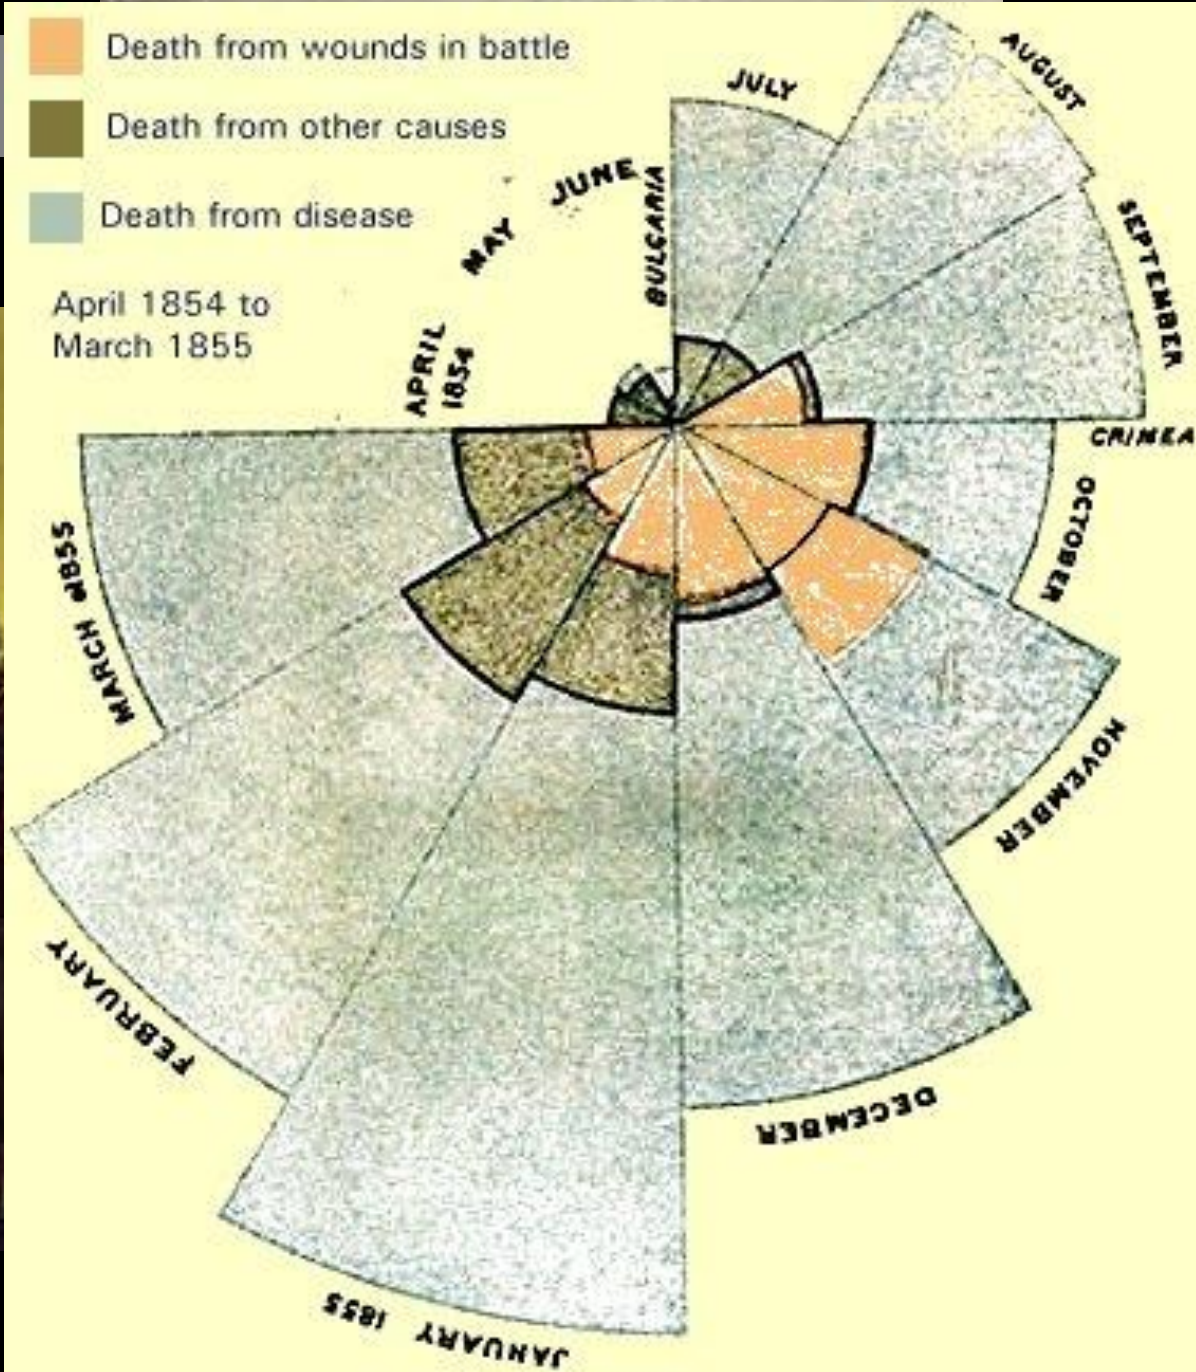 Death from wounds in battle
Death from other causes
Death from disease
April 1854 to
March 1855
APRIL
1854
MAY
JUNE
BULGARIA
JULY
AUGUST
SEPTEMBER
CRIMEA
OCTOBER
NOVEMBER
DECEMBER
JANUARY 1855
FEBRUARY
MARCH 1855